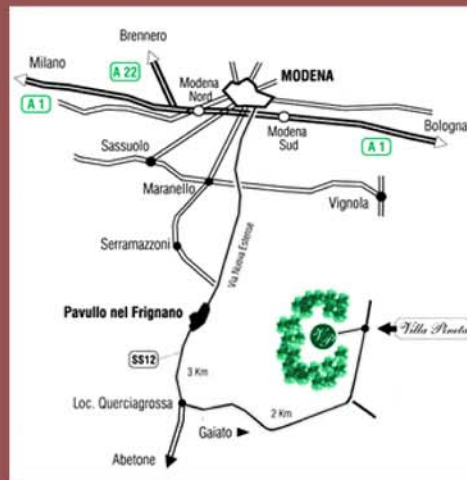 Brennero
Milano
A 22
Modena
Nord
MODENA
A 1
Bologna
Modena
Sud
A 1
Sassuolo
Maranello
Vignola
Serramazzoni
Via Nuova Estense
Pavullo nel Frignano
Villa Pineta
SS12
3 Km
Loc. Querciagrossa
2 Km
Gaiato
Abetone